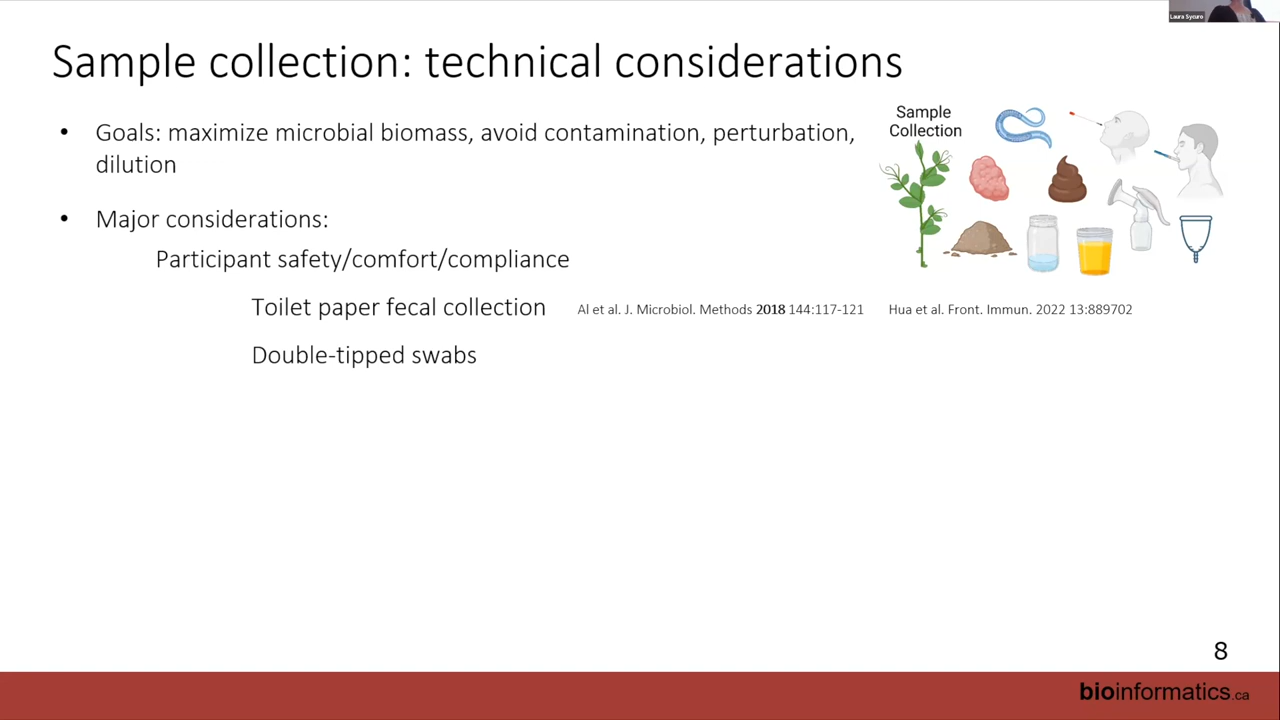 Laura Sycuro
Sample collection: technical considerations
• Goals: maximize microbial biomass, avoid contamination, perturbation,
dilution
Sample
Collection
• Major considerations:
Participant safety/comfort/compliance
Toilet paper fecal collection Al et al. J. Microbiol. Methods 2018 144:117-121 Hua et al. Front. Immun. 2022 13:889702
Double-tipped swabs
8
bioinformatics.ca